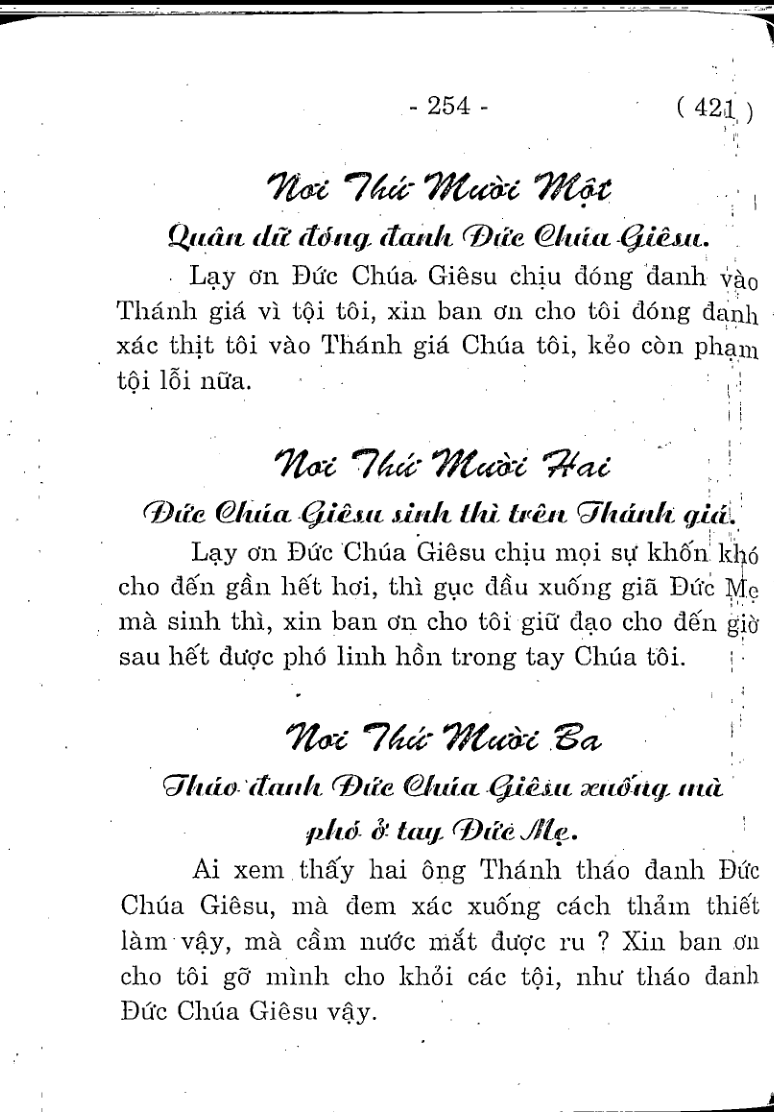 - 254 -
( 421 )
Nơi Thứ Mười Một
Quân dữ đóng đanh Đức Chúa Giêsu.
Lạy ơn Đức Chúa Giêsu chịu đóng đanh vào
Thánh giá vì tội tôi, xin ban ơn cho tôi đóng đanh
xác thịt tôi vào Thánh giá Chúa tôi, kẻo còn phạm
tội lỗi nữa.
Nơi Thứ Mười Hai
Đức Chúa Giêsu sinh thì trên Thánh giá.
Lạy ơn Đức Chúa Giêsu chịu mọi sự khốn khó
cho đến gần hết hơi, thì gục đầu xuống giã Đức Mẹ
mà sinh thì, xin ban ơn cho tôi giữ đạo cho đến giờ
sau hết được phó linh hồn trong tay Chúa tôi.
Nơi Thứ Mười Ba
Tháo đanh Đức Chúa Giêsu xuống mà
phó ở tay Đức Mẹ.
Ai xem thấy hai ông Thánh tháo đanh Đức
Chúa Giêsu, mà đem xác xuống cách thảm thiết
làm vậy, mà cầm nước mắt được ru ? Xin ban ơn
cho tôi gỡ mình cho khỏi các tội, như tháo đanh
Đức Chúa Giêsu vậy.